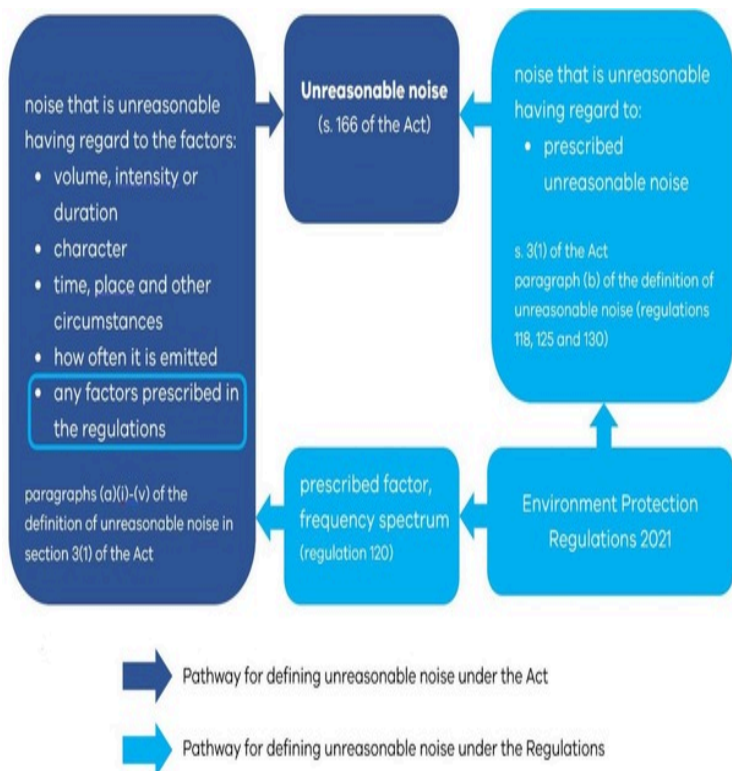 noise that is unreasonable
having regard to the factors:
• volume, intensity or
duration
• character
• time, place and other
circumstances
• how often it is emitted
• any factors prescribed in
the regulations
paragraphs (a)(i)-(v) of the
definition of unreasonable noise in
section 3(1) of the Act
Unreasonable noise
(s. 166 of the Act)
noise that is unreasonable
having regard to:
• prescribed
unreasonable noise
s. 3(1) of the Act
paragraph (b) of the definition of
unreasonable noise (regulations
118, 125 and 130)
prescribed factor,
frequency spectrum
(regulation 120)
Environment Protection
Regulations 2021
Pathway for defining unreasonable noise under the Act
Pathway for defining unreasonable noise under the Regulations